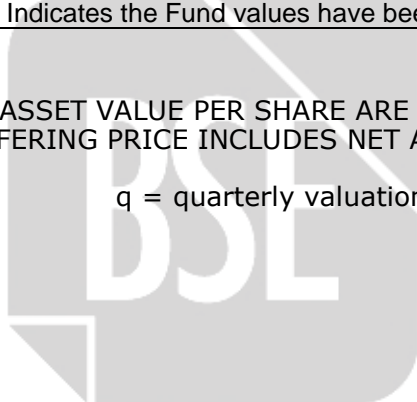 Indicates the Fund values have bee
ASSET VALUE PER SHARE ARE
FERING PRICE INCLUDES NET A
q = quarterly valuation
BSE